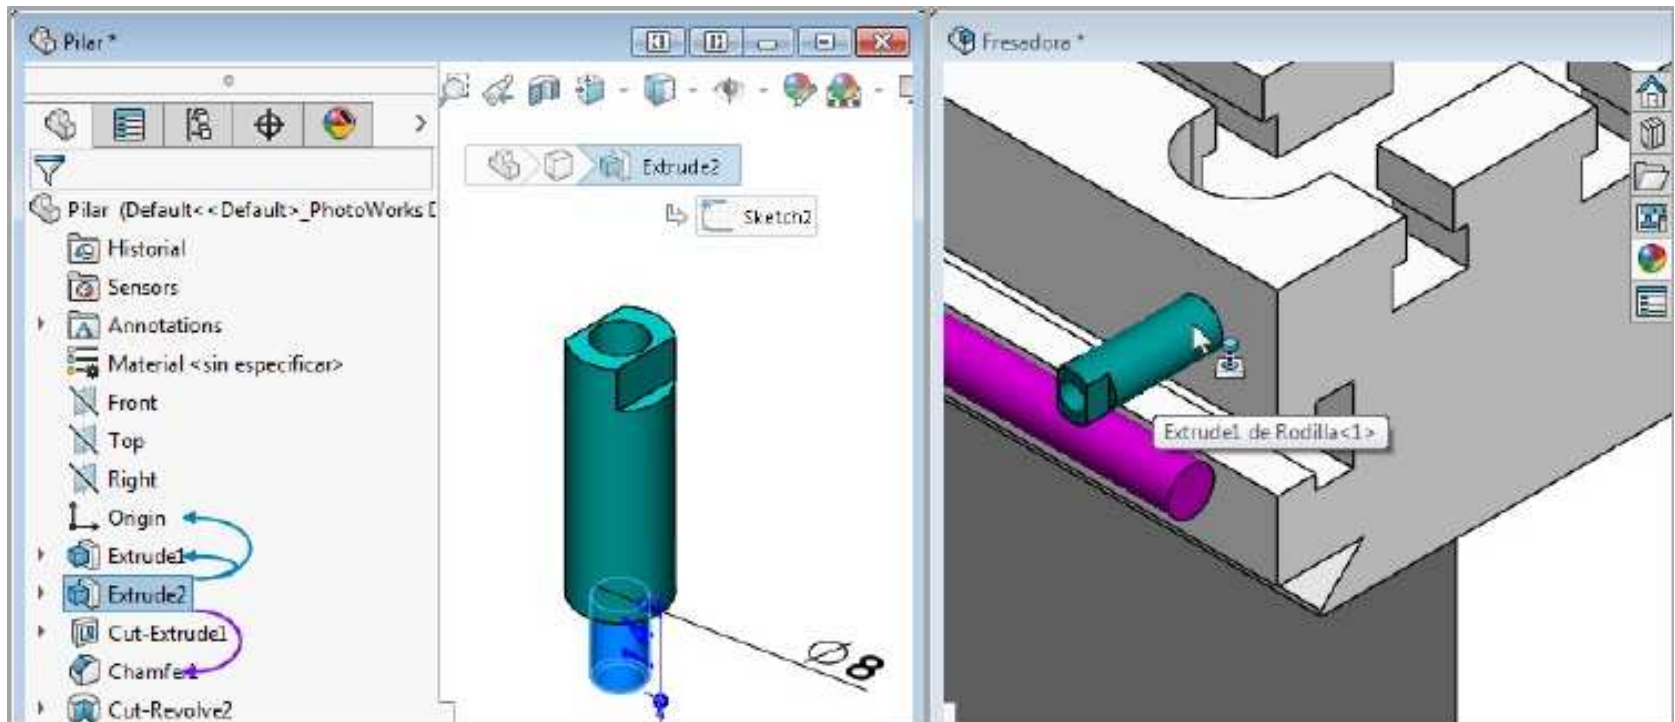 Pilar *
Extrude2
Sketch2
Pilar (Default<<Default>_PhotoWorks D
Historial
Sensors
Annotations
Material <sin especificar>
Front
Top
Right
Origin
Extrude1
Extrude2
Cut-Extrude1
Chamfer1
Cut-Revolve2
Ø8
Fresadora *
Extrude1 de Rodilla<1>